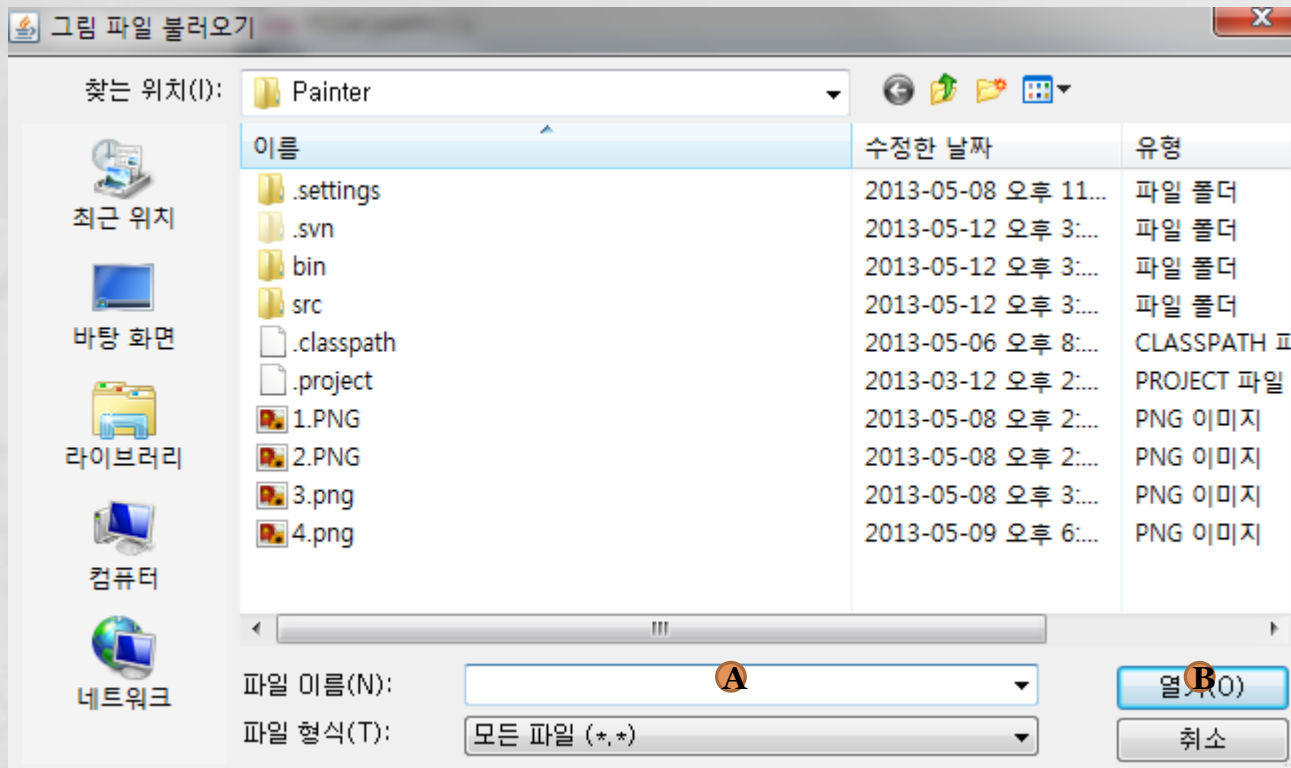 그림 파일 불러오기
찾는 위치(I): Painter
이름 수정한 날짜 유형
.settings 2013-05-08 오후 11... 파일 폴더
.svn 2013-05-12 오후 3:... 파일 폴더
bin 2013-05-12 오후 3:... 파일 폴더
src 2013-05-12 오후 3:... 파일 폴더
.classpath 2013-05-06 오후 8:... CLASSPATH
.project 2013-03-12 오후 2:... PROJECT 파일
1.PNG 2013-05-08 오후 2:... PNG 이미지
2.PNG 2013-05-08 오후 2:... PNG 이미지
3.png 2013-05-08 오후 3:... PNG 이미지
4.png 2013-05-09 오후 6:... PNG 이미지
최근 위치
바탕 화면
라이브러리
컴퓨터
네트워크
파일 이름(N): A
B
파일 형식(T): 모든 파일 (*.*)
취소